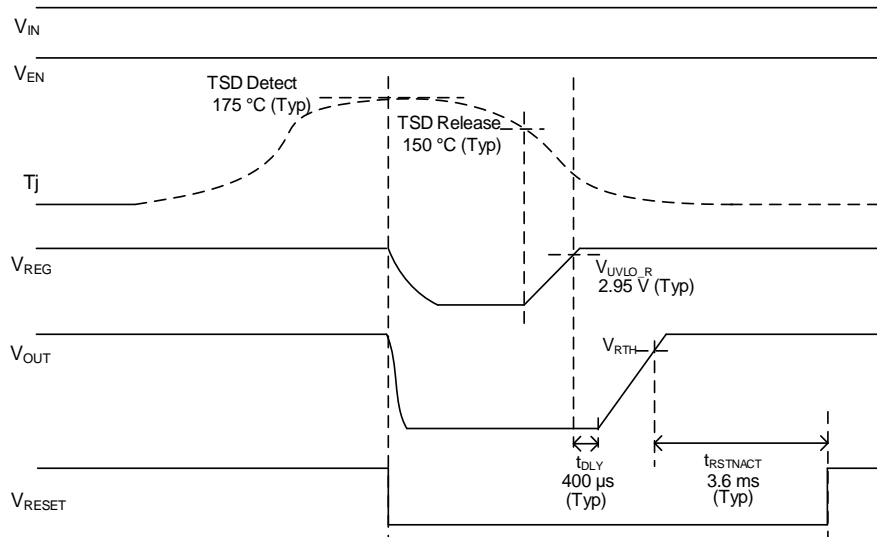 VIN
VEN
TSD Detect
175 °C (Typ)
TSD Release
150 °C (Typ)
Tj
VREG
VUVLO_R
2.95 V (Typ)
VOUT
VRTH
tDLY
400 µs
(Typ)
tRSTNACT
3.6 ms
(Typ)
VRESET